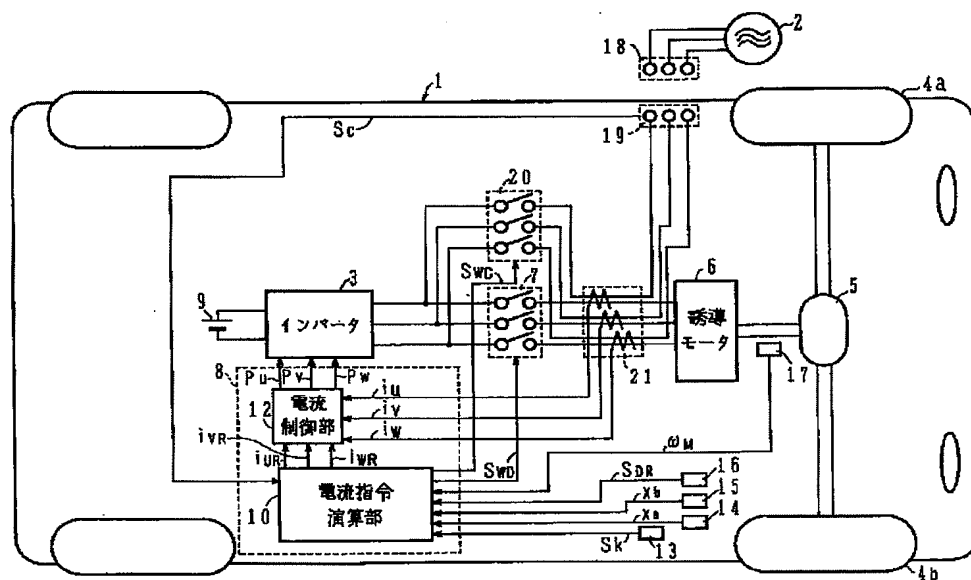 2
18
1
4a
Sc
19
20
SWC
7
6
3
5
9
インバータ
誘導
モータ
17
21
8
Pu
Pv
Pw
12
電流
制御部
iu
iv
iw
iVR
iUR
iWR
SWD
ωM
SDR
16
Xb
15
10
電流指令
演算部
Xa
14
Sk
13
4b